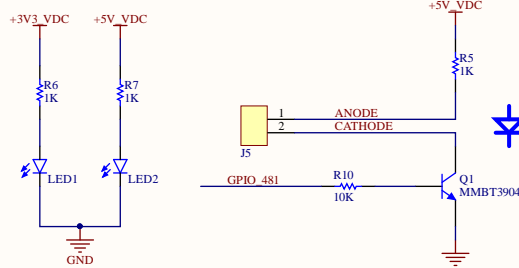 +3V3_VDC
+5V_VDC
+5V_VDC
R6
1K
R7
1K
R5
1K
1
ANODE
2
CATHODE
J5
LED1
LED2
GPIO_481
R10
10K
Q1
MMBT3904
GND